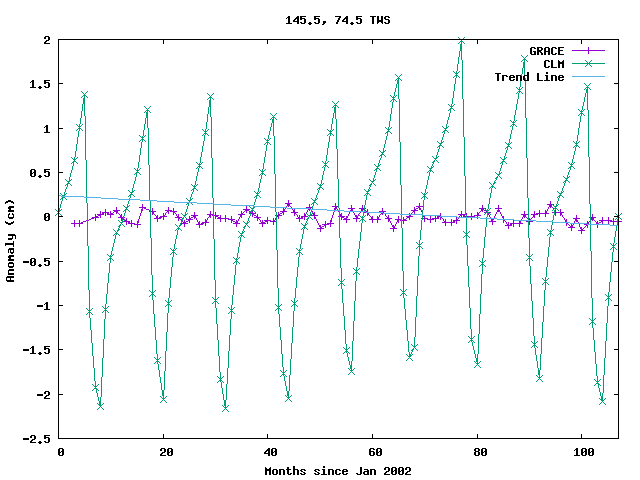 145.5, 74.5 TWS
GRACE
CLM
Trend Line
2
1.5
1
0.5
0
-0.5
-1
-1.5
-2
-2.5
Anomaly (cm)
0 20 40 60 80 100
Months since Jan 2002